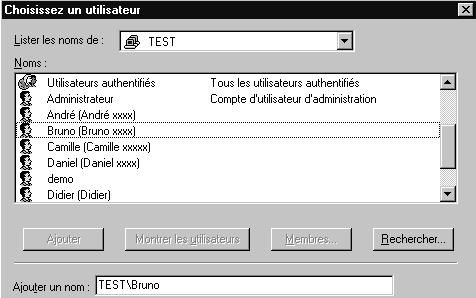 Choisissez un utilisateur
Lister les noms de : TEST
Noms :
Utilisateurs authentifiés Tous les utilisateurs authentifiés
Administrateur Compte d'utilisateur d'administration
André (André xxxx)
Bruno (Bruno xxxx)
Camille (Camille xxxxx)
Daniel (Daniel xxxx)
demo
Didier (Didier)
Ajouter Montrer les utilisateurs Membres... Rechercher...
Ajouter un nom : TEST\Bruno